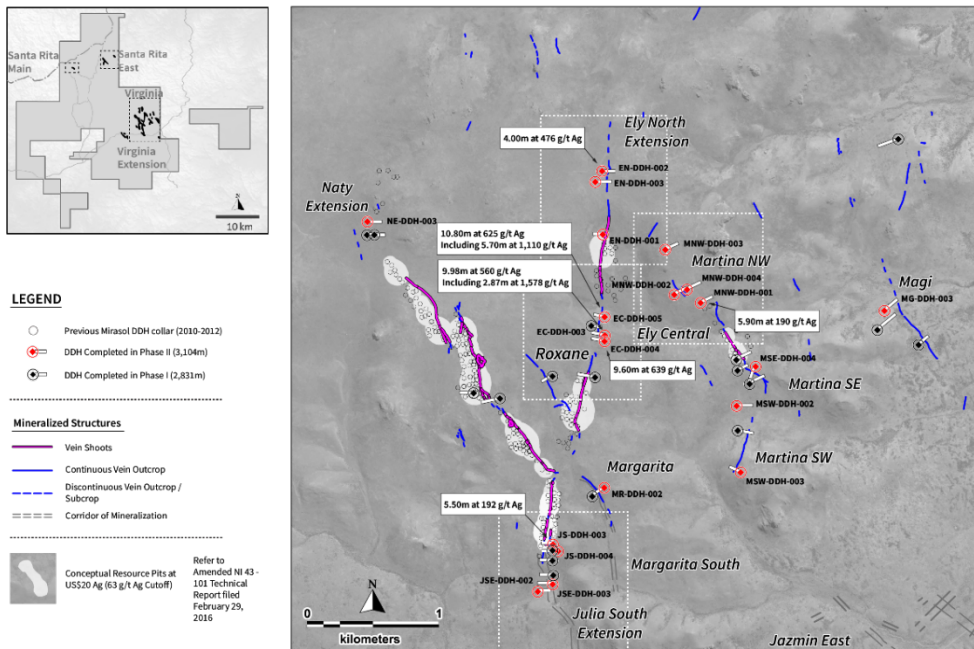 Santa Rita
Main
Santa Rita
East
Virginia
Virginia
Extension
N
10 km
LEGEND
Previous Mirasol DDH collar (2010-2012)
DDH Completed in Phase II (3,104m)
DDH Completed in Phase I (2,831m)
Mineralized Structures
Vein Shoots
Continuous Vein Outcrop
Discontinuous Vein Outcrop /
Subcrop
Corridor of Mineralization
Conceptual Resource Pits at
US$20 Ag (63 g/t Ag Cutoff)
Refer to
Amended NI 43 -
101 Technical
Report filed
February 29,
2016
Ely North
Extension
4.00m at 476 g/t Ag
EN-DDH-002
EN-DDH-003
Naty
Extension
NE-DDH-003
10.80m at 625 g/t Ag
Including 5.70m at 1,110 g/t Ag
EN-DDH-001
MNW-DDH-003
Martina NW
9.98m at 560 g/t Ag
Including 2.87m at 1,578 g/t Ag
MNW-DDH-002
MNW-DDH-004
MNW-DDH-001
Magi
MG-DDH-003
EC-DDH-005
EC-DDH-003
Ely Central
5.90m at 190 g/t Ag
EC-DDH-004
Roxane
9.60m at 639 g/t Ag
MSE-DDH-004
Martina SE
MSW-DDH-002
Martina SW
MSW-DDH-003
Margarita
MR-DDH-002
5.50m at 192 g/t Ag
JS-DDH-003
JS-DDH-004
Margarita South
JSE-DDH-002
JSE-DDH-003
Julia South
Extension
N
0 1
kilometers
Jazmin East